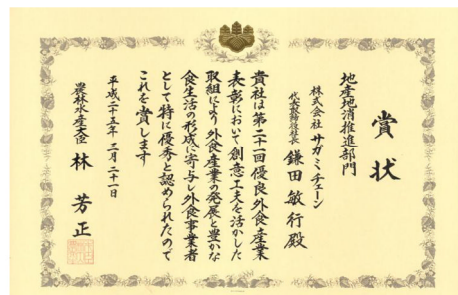 賞状
地産地消推進部門
株式会社サガミチェーン
代表取締役社長 鎌田敏行殿
貴社は第二十一回優良外食産業
表彰において創意工夫を活かした
取組により外食産業の発展と豊かな
食生活の形成に寄与し外食事業者
として特に優秀と認められたので
これを賞します
平成二十五年二月二十一日
農林水産大臣 林芳正